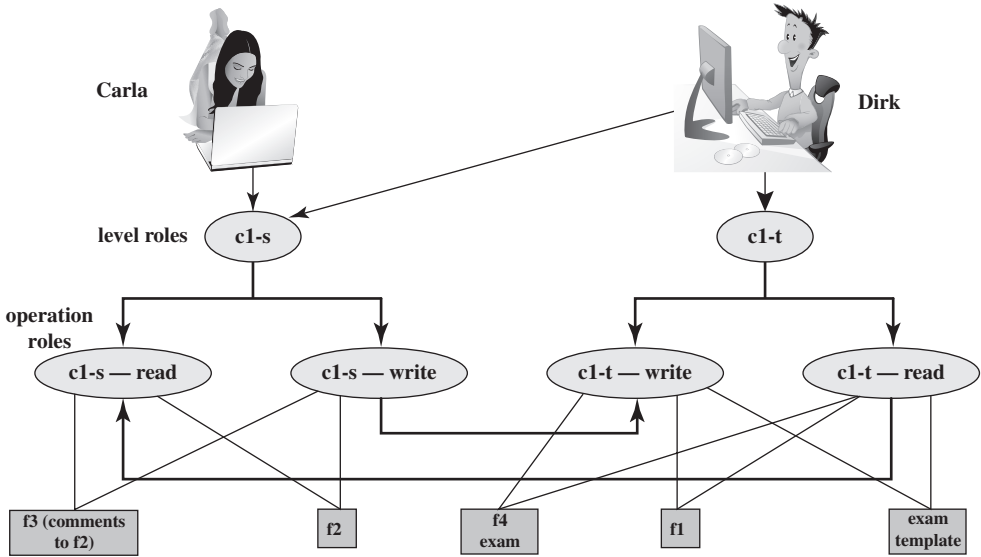 Carla
Dirk
level roles
c1-s
c1-t
operation
roles
c1-s — read
c1-s — write
c1-t — write
c1-t — read
f3 (comments
to f2)
f2
f4
exam
f1
exam
template